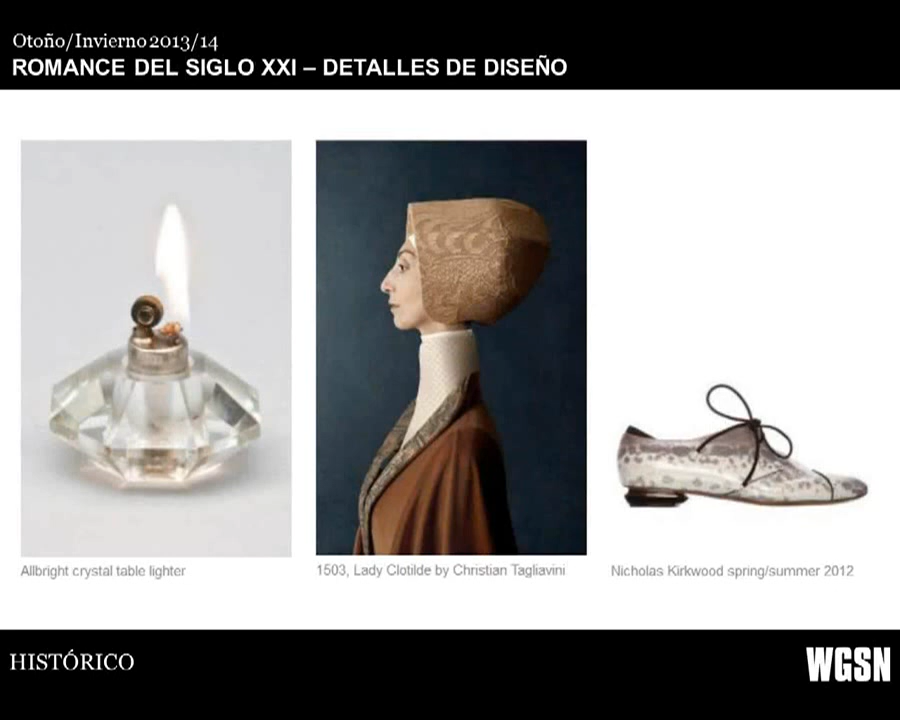 Otoño/Invierno 2013/14
ROMANCE DEL SIGLO XXI – DETALLES DE DISEÑO
Allbright crystal table lighter
1503, Lady Clotilde by Christian Tagliavini
Nicholas Kirkwood spring/summer 2012
HISTÓRICO
WGSN